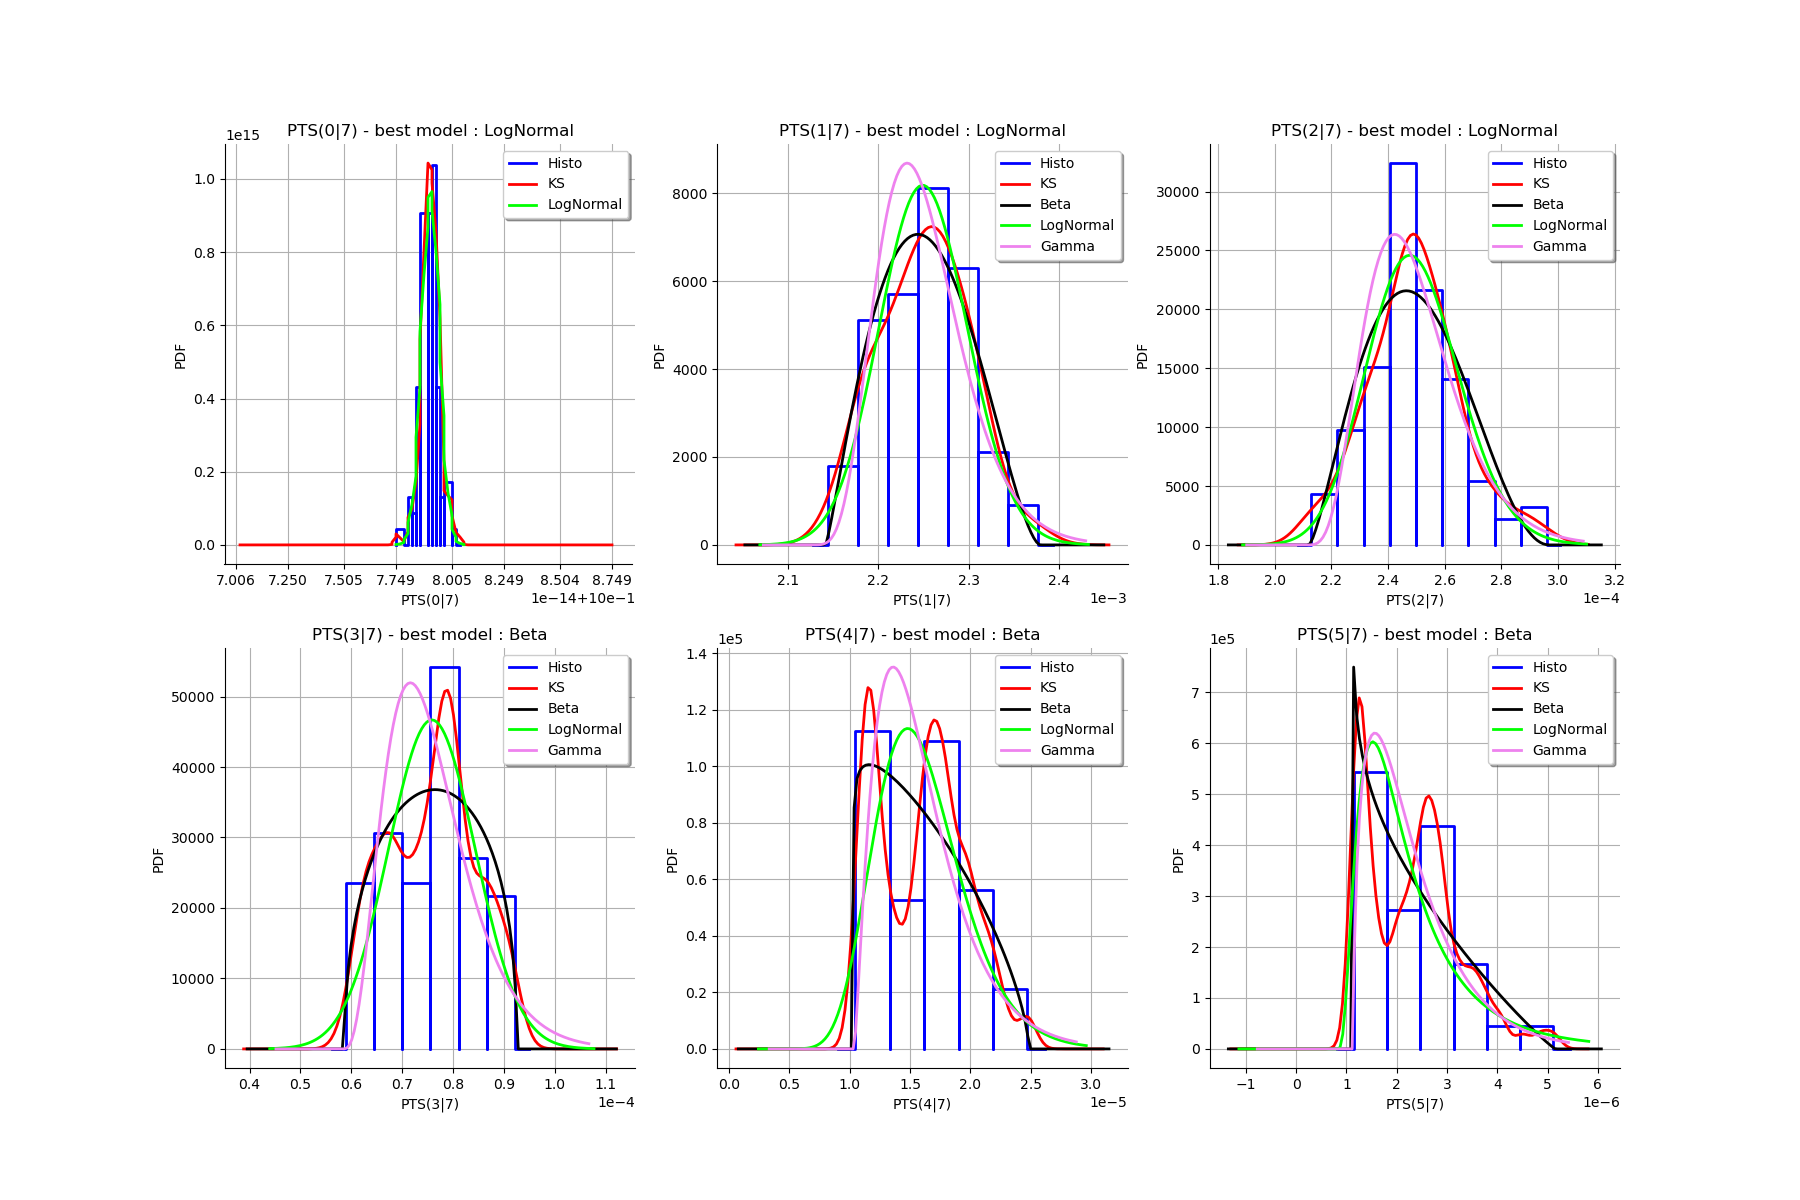 PTS(0|7) - best model : LogNormal
1e15
Histo
KS
LogNormal
1.0
0.8
0.6
0.4
0.2
0.0
PDF
7.006 7.250 7.505 7.749 8.005 8.249 8.504 8.749
PTS(0|7)
1e−14+10e−1
PTS(1|7) - best model : LogNormal
Histo
KS
Beta
LogNormal
Gamma
8000
6000
4000
2000
0
PDF
2.1 2.2 2.3 2.4
PTS(1|7)
1e−3
PTS(2|7) - best model : LogNormal
Histo
KS
Beta
LogNormal
Gamma
30000
25000
20000
15000
10000
5000
0
PDF
1.8 2.0 2.2 2.4 2.6 2.8 3.0 3.2
PTS(2|7)
1e−4
PTS(3|7) - best model : Beta
Histo
KS
Beta
LogNormal
Gamma
50000
40000
30000
20000
10000
0
PDF
0.4 0.5 0.6 0.7 0.8 0.9 1.0 1.1
PTS(3|7)
1e−4
PTS(4|7) - best model : Beta
1e5
Histo
KS
Beta
LogNormal
Gamma
1.4
1.2
1.0
0.8
0.6
0.4
0.2
0.0
PDF
0.0 0.5 1.0 1.5 2.0 2.5 3.0
PTS(4|7)
1e−5
PTS(5|7) - best model : Beta
1e5
Histo
KS
Beta
LogNormal
Gamma
7
6
5
4
3
2
1
0
PDF
−1 0 1 2 3 4 5 6
PTS(5|7)
1e−6